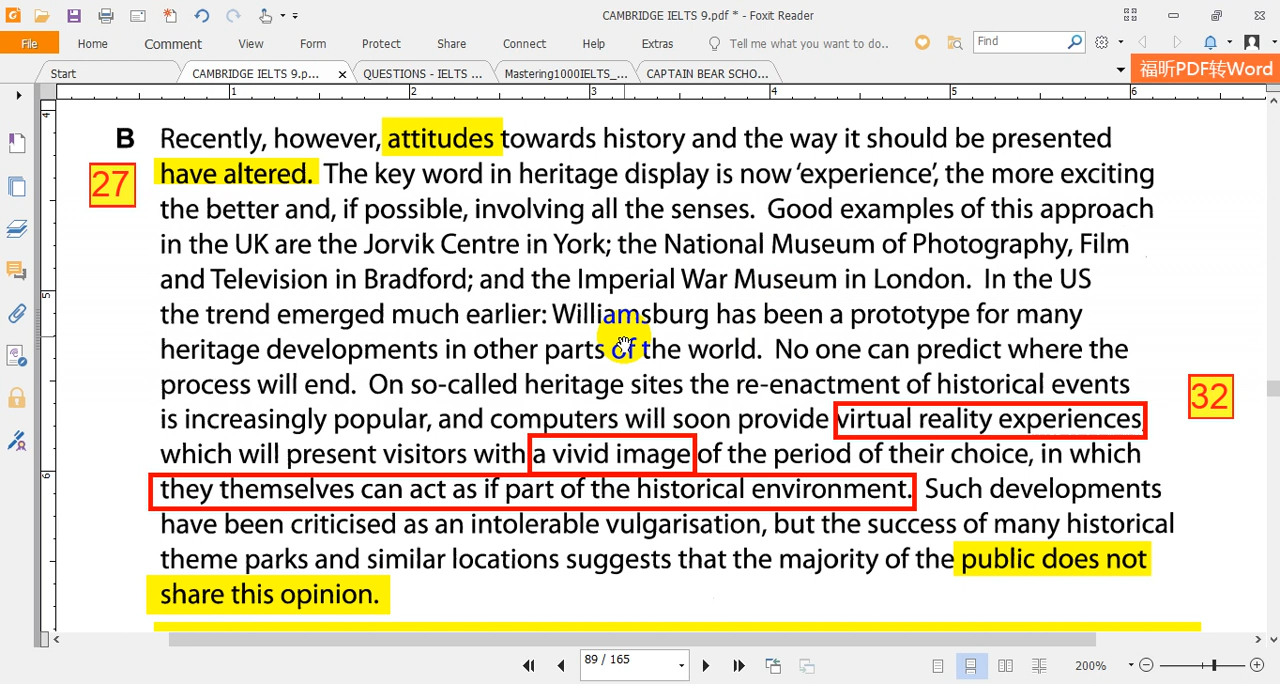 CAMBRIDGE IELTS 9.pdf * - Foxit Reader
File Home Comment View Form Protect Share Connect Help Extras Tell me what you want to do.. Find
Start CAMBRIDGE IELTS 9.p... × QUESTIONS - IELTS ... Mastering1000IELTS_... CAPTAIN BEAR SCHO... 福昕PDF转Word
1 2 3 4 5 6
4
B Recently, however, attitudes towards history and the way it should be presented
27 have altered. The key word in heritage display is now ‘experience’, the more exciting
the better and, if possible, involving all the senses. Good examples of this approach
in the UK are the Jorvik Centre in York; the National Museum of Photography, Film
and Television in Bradford; and the Imperial War Museum in London. In the US
5
the trend emerged much earlier: Williamsburg has been a prototype for many
heritage developments in other parts of the world. No one can predict where the
process will end. On so-called heritage sites the re-enactment of historical events
32
is increasingly popular, and computers will soon provide virtual reality experiences,
which will present visitors with a vivid image of the period of their choice, in which
6
they themselves can act as if part of the historical environment. Such developments
have been criticised as an intolerable vulgarisation, but the success of many historical
theme parks and similar locations suggests that the majority of the public does not
share this opinion.
89 / 165 200%